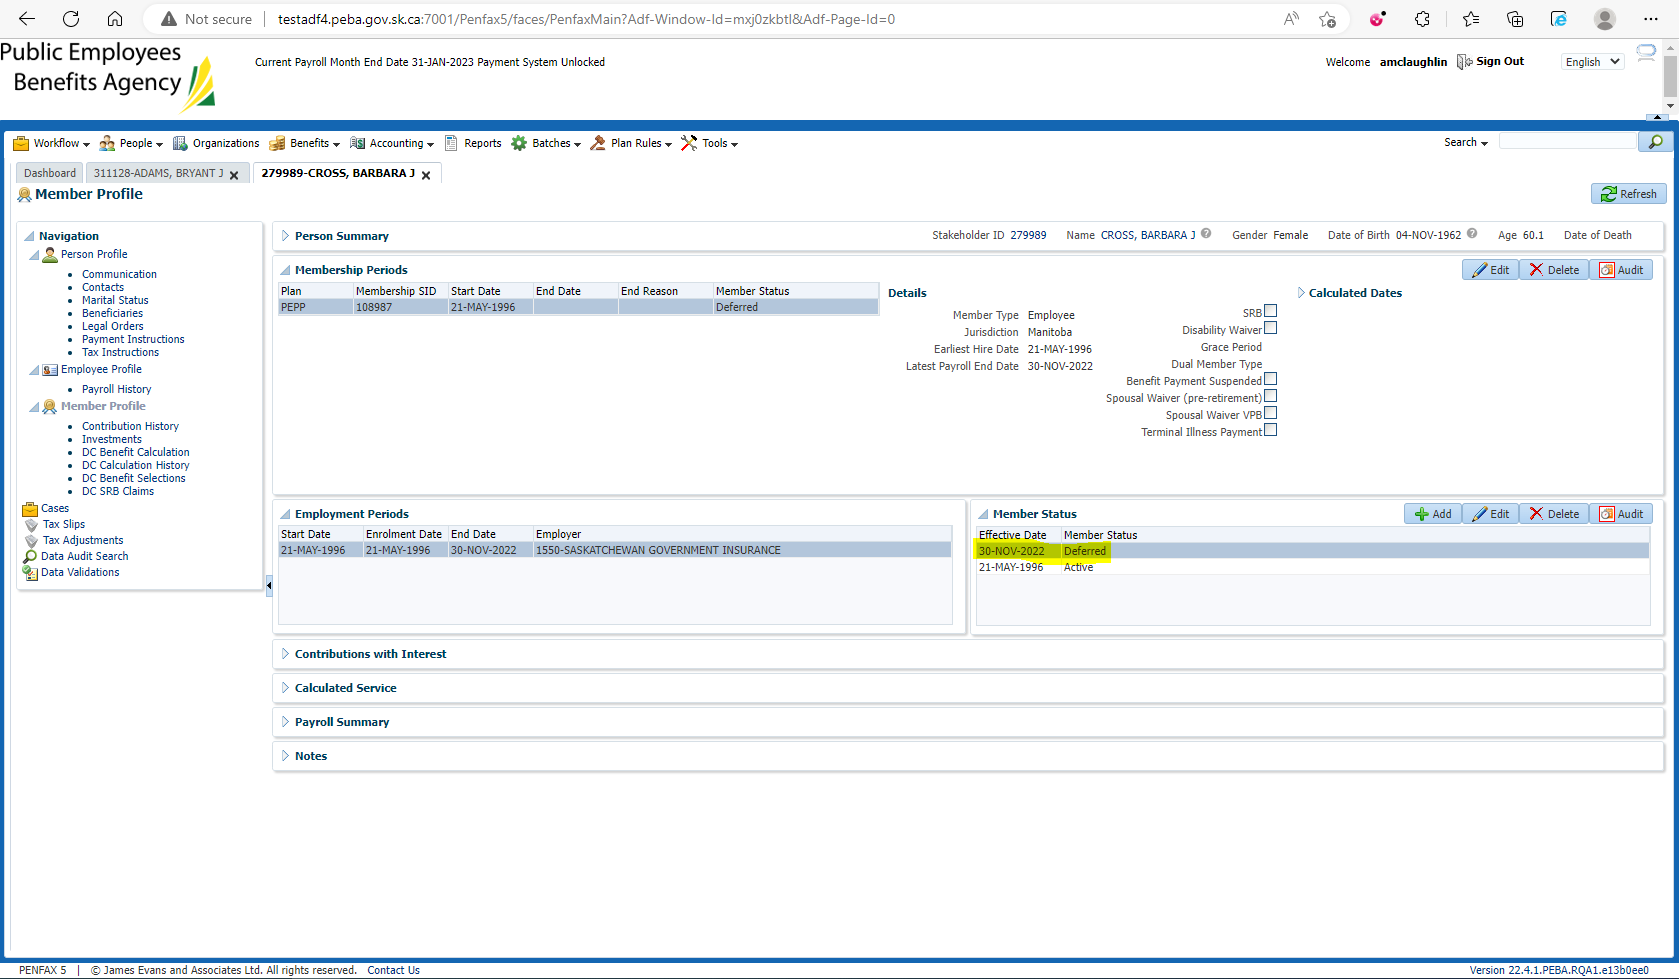 Not secure | testadf4.peba.gov.sk.ca:7001/Penfax5/faces/PenfaxMain?Adf-Window-Id=mxj0zkbtl&Adf-Page-Id=0
Public Employees
Benefits Agency
Current Payroll Month End Date 31-JAN-2023 Payment System Unlocked
Welcome amclaughlin Sign Out English
Workflow People Organizations Benefits Accounting Reports Batches Plan Rules Tools Search
Dashboard 311128-ADAMS, BRYANT J 279989-CROSS, BARBARA J
Member Profile
Refresh
Navigation
Person Profile
Communication
Contacts
Marital Status
Beneficiaries
Legal Orders
Payment Instructions
Tax Instructions
Employee Profile
Payroll History
Member Profile
Contribution History
Investments
DC Benefit Calculation
DC Calculation History
DC Benefit Selections
DC SRB Claims
Cases
Tax Slips
Tax Adjustments
Data Audit Search
Data Validations
Person Summary Stakeholder ID 279989 Name CROSS, BARBARA J Gender Female Date of Birth 04-NOV-1962 Age 60.1 Date of Death
Membership Periods Edit Delete Audit
Plan Membership SID Start Date End Date End Reason Member Status
PEPP 108987 21-MAY-1996 Deferred
Details
Member Type Employee
Jurisdiction Manitoba
Earliest Hire Date 21-MAY-1996
Latest Payroll End Date 30-NOV-2022
SRB
Disability Waiver
Grace Period
Dual Member Type
Benefit Payment Suspended
Spousal Waiver (pre-retirement)
Spousal Waiver VPB
Terminal Illness Payment
Calculated Dates
Employment Periods
Start Date Enrolment Date End Date Employer
21-MAY-1996 21-MAY-1996 30-NOV-2022 1550-SASKATCHEWAN GOVERNMENT INSURANCE
Member Status Add Edit Delete Audit
Effective Date Member Status
30-NOV-2022 Deferred
21-MAY-1996 Active
Contributions with Interest
Calculated Service
Payroll Summary
Notes
PENFAX 5 | © James Evans and Associates Ltd. All rights reserved. Contact Us
Version 22.4.1.PEBA.RQA1.e13b0ee0